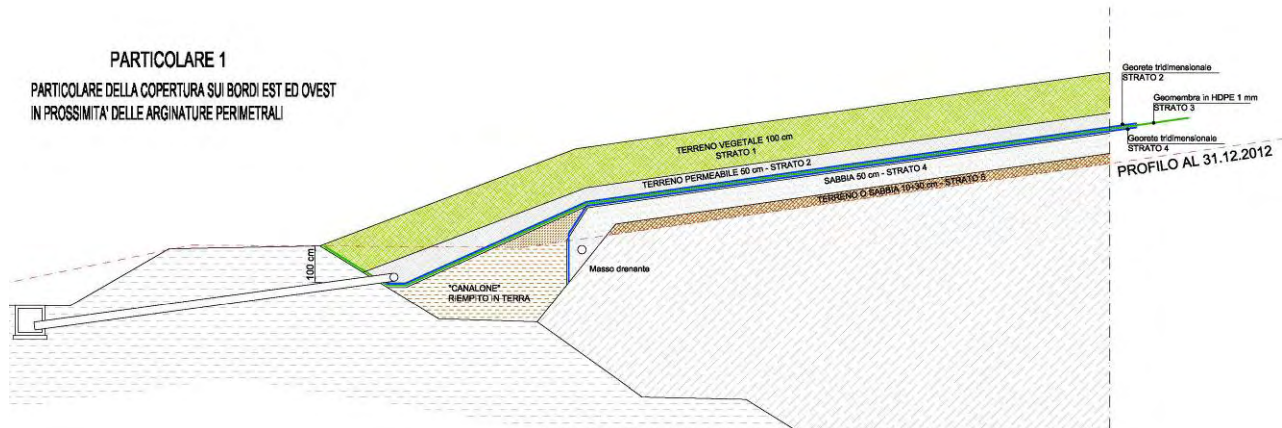 PARTICOLARE 1
PARTICOLARE DELLA COPERTURA SUI BORDI EST ED OVEST
IN PROSSIMITA' DELLE ARGINATURE PERIMETRALI
Georete tridimensionale
STRATO 2
Geomembra in HDPE 1 mm
STRATO 3
Georete tridimensionale
STRATO 4
PROFILO AL 31.12.2012
TERRENO VEGETALE 100 cm
STRATO 1
TERRENO PERMEABILE 50 cm - STRATO 2
SABBIA 50 cm - STRATO 4
TERRENO O SABBIA 10÷30 cm - STRATO 5
100 cm
Masso drenante
"CANALONE"
RIEMPITO IN TERRA